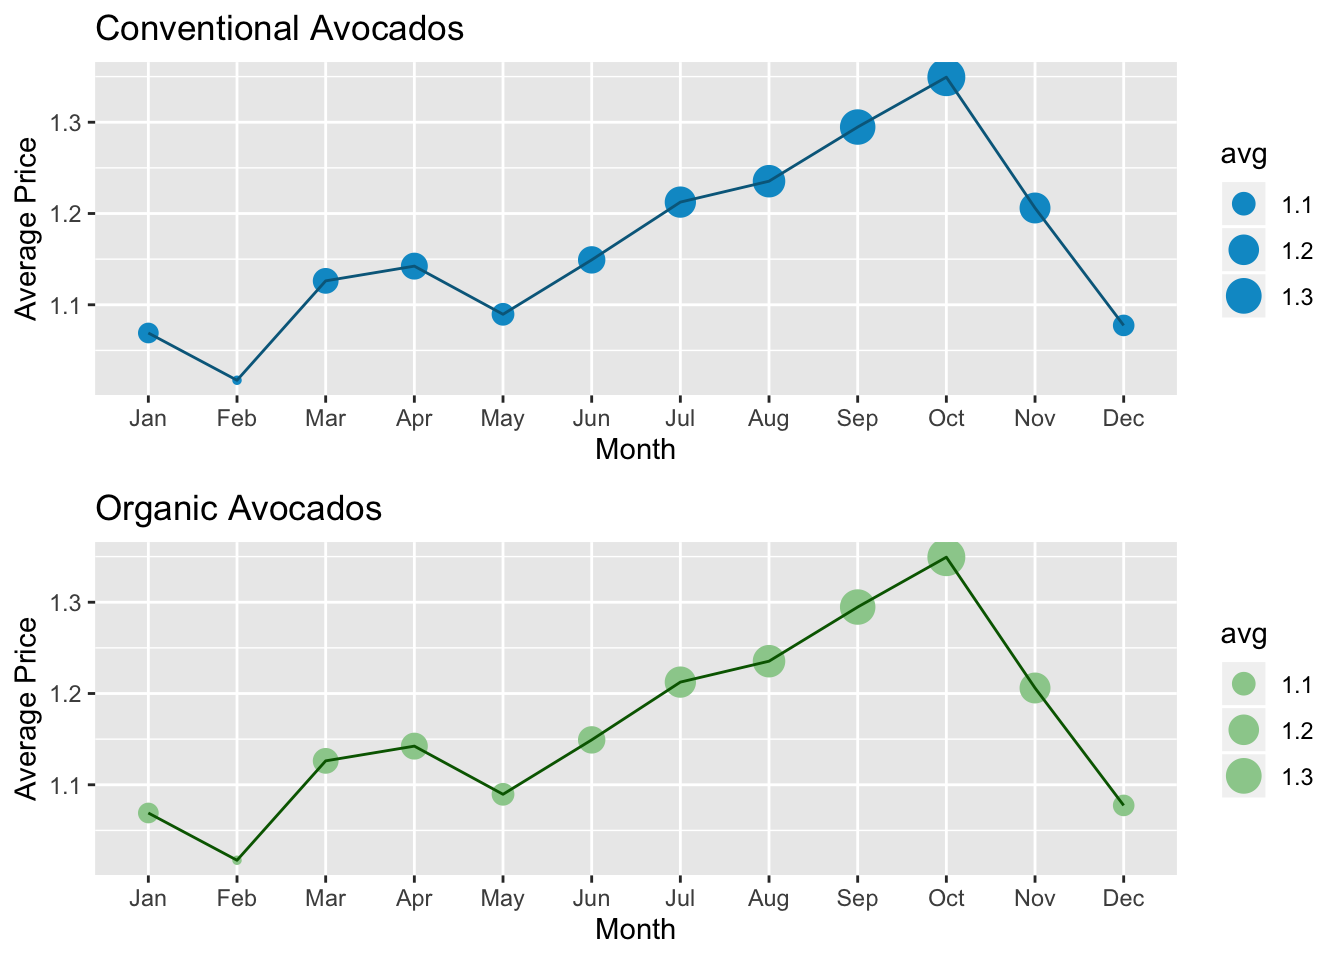 Conventional Avocados
Average Price
1.3
1.2
1.1
Jan Feb Mar Apr May Jun Jul Aug Sep Oct Nov Dec
Month
avg
1.1
1.2
1.3
Organic Avocados
Average Price
1.3
1.2
1.1
Jan Feb Mar Apr May Jun Jul Aug Sep Oct Nov Dec
Month
avg
1.1
1.2
1.3